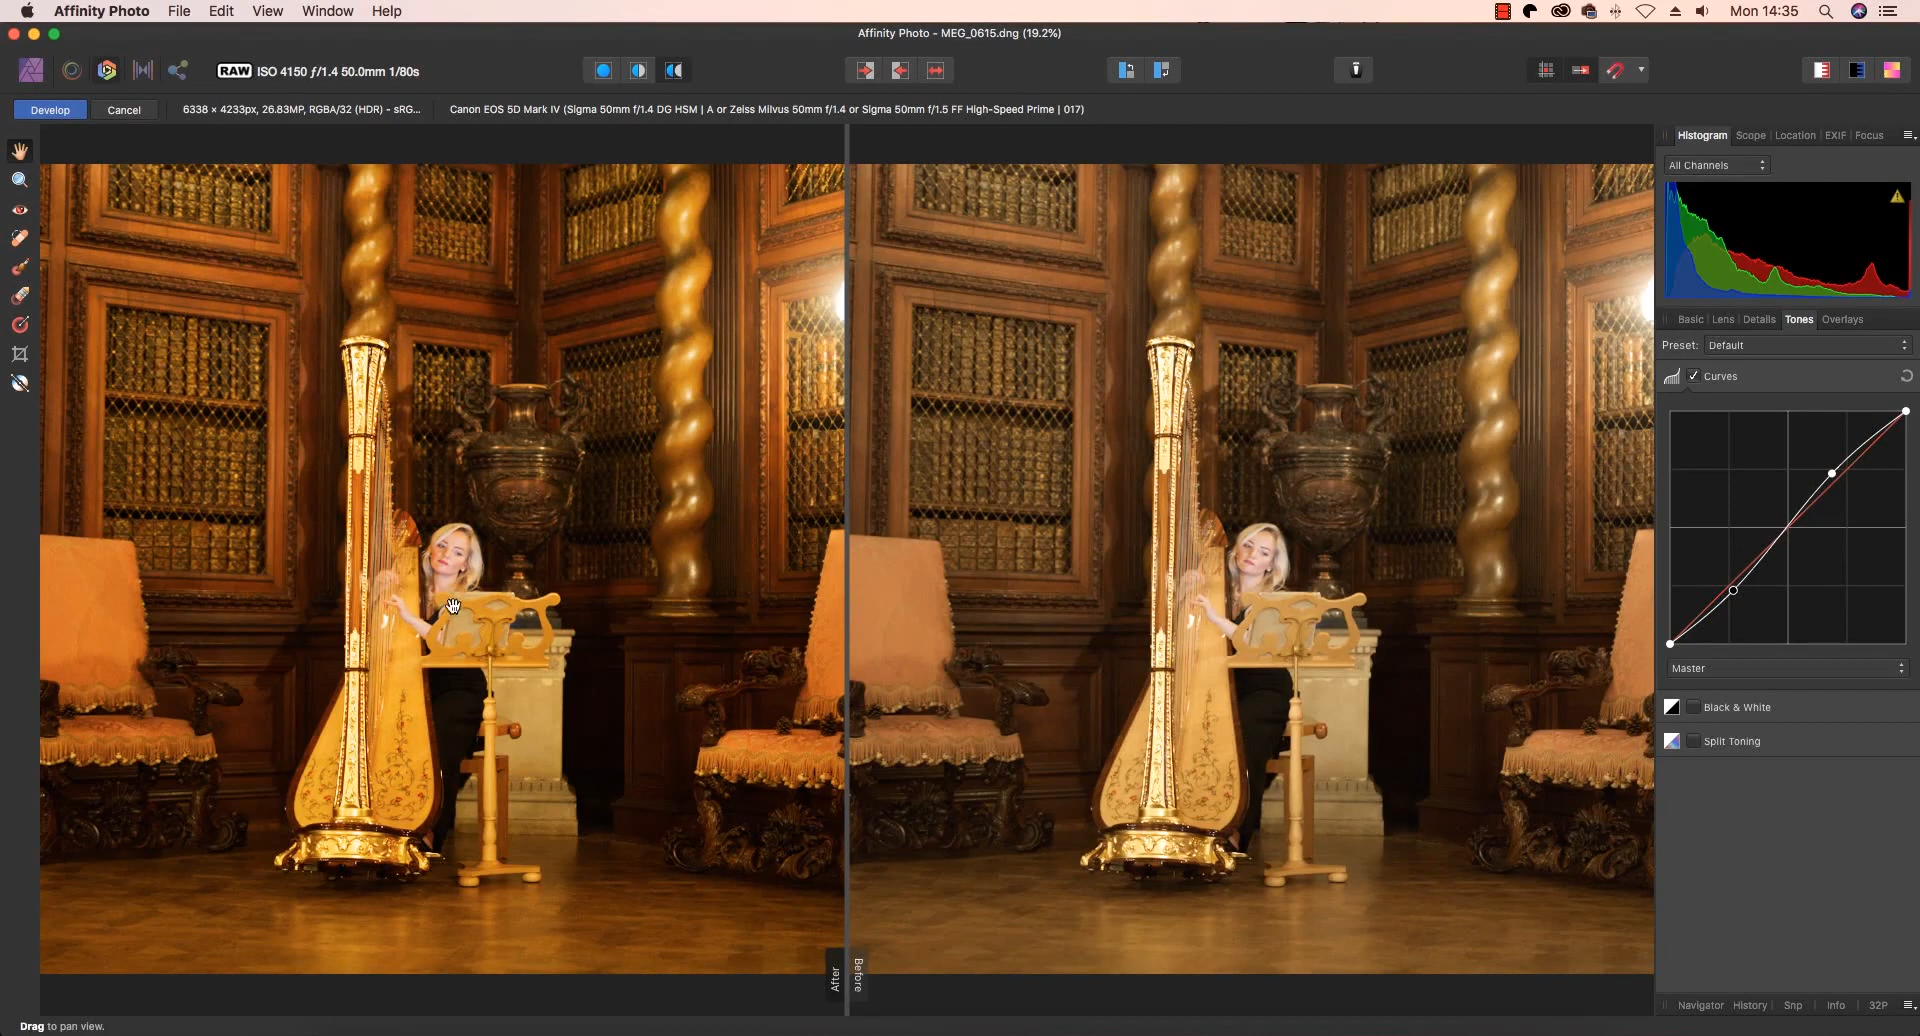 Affinity Photo File Edit View Window Help Mon 14:35
Affinity Photo - MEG_0615.dng (19.2%)
RAW ISO 4150 ƒ/1.4 50.0mm 1/80s
Develop Cancel 6338 × 4233px, 26.83MP, RGBA/32 (HDR) - sRG... Canon EOS 5D Mark IV (Sigma 50mm f/1.4 DG HSM | A or Zeiss Milvus 50mm f/1.4 or Sigma 50mm f/1.5 FF High-Speed Prime | 017)
Histogram Scope Location EXIF Focus
All Channels
Basic Lens Details Tones Overlays
Preset: Default
Curves
Master
Black & White
Split Toning
After
Before
Navigator History Snp Info 32P
Drag to pan view.